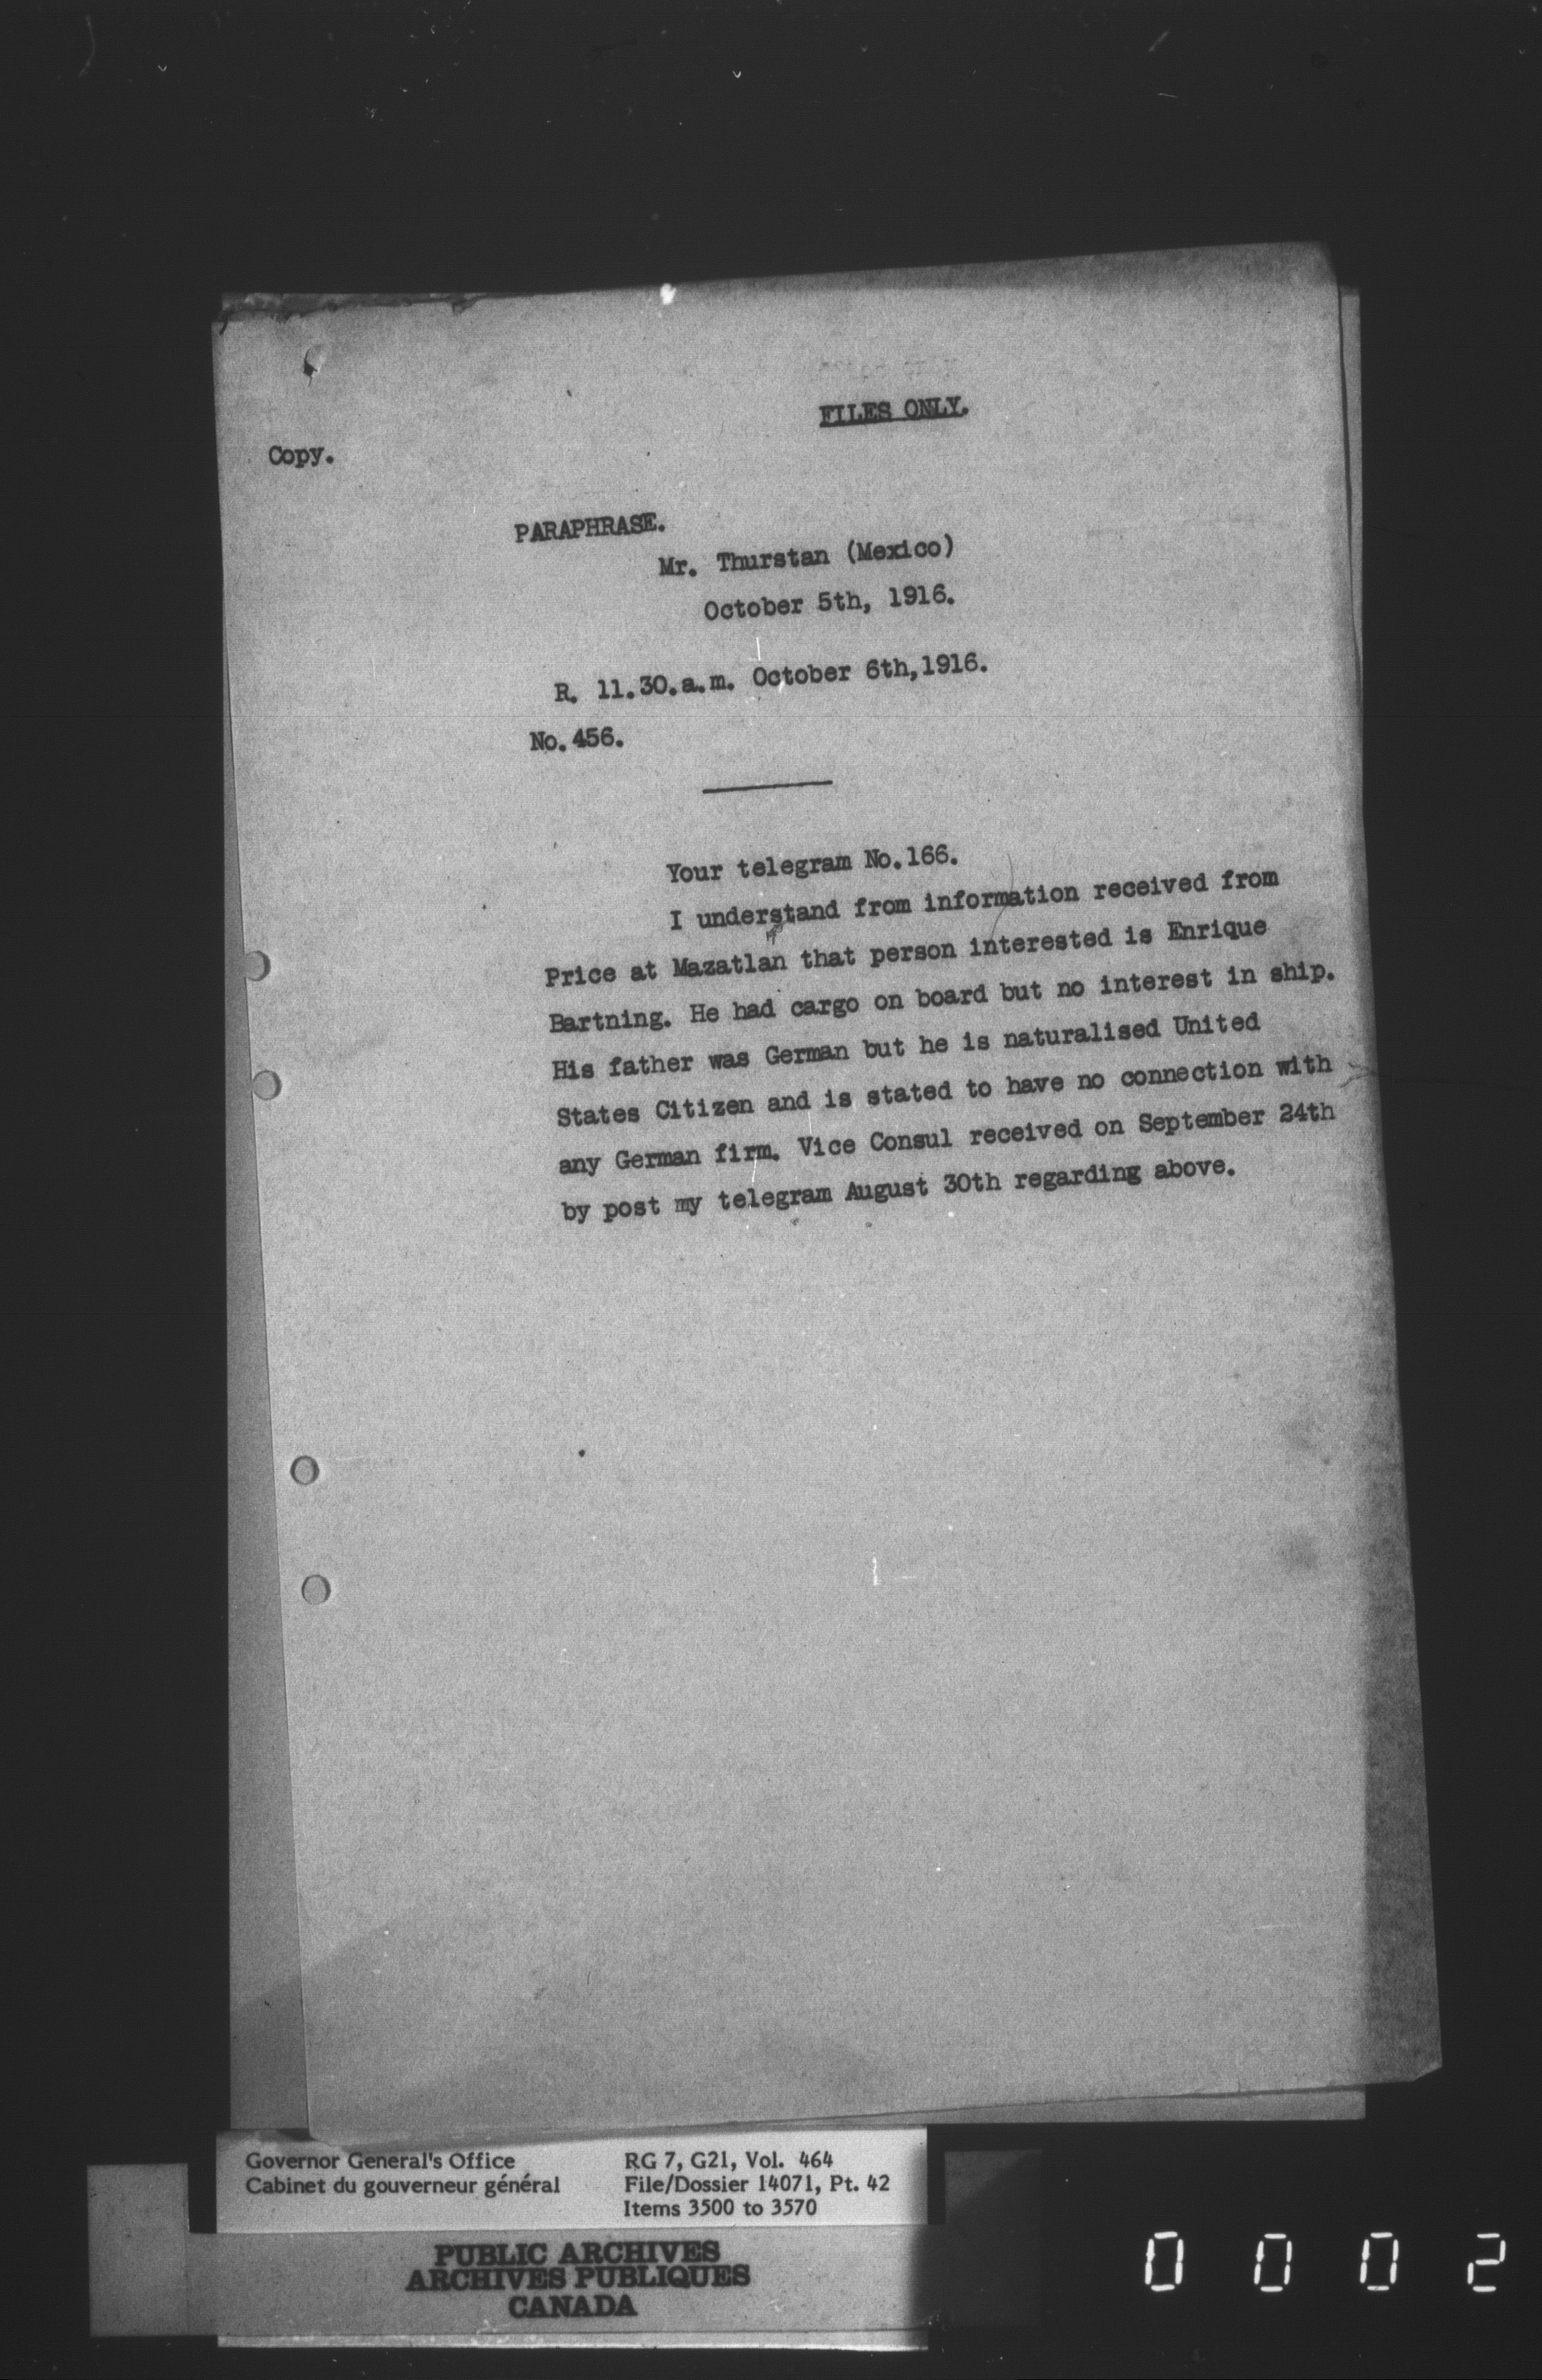 FILES ONLY.
Copy.
PARAPHRASE.
Mr. Thurstan (Mexico)
October 5th, 1916.
R. 11.30.a.m. October 6th,1916.
No.456.
Your telegram No.166.
I understand from information received from
Price at Mazatlan that person interested is Enrique
Bartning. He had cargo on board but no interest in ship.
His father was German but he is naturalised United
States Citizen and is stated to have no connection with
any German firm. Vice Consul received on September 24th
by post my telegram August 30th regarding above.
Governor General's Office RG 7, G21, Vol. 464
Cabinet du gouverneur général File/Dossier 14071, Pt. 42
Items 3500 to 3570
PUBLIC ARCHIVES
ARCHIVES PUBLIQUES
CANADA
0002